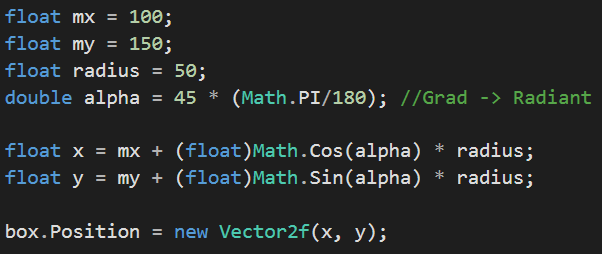 float mx = 100;
float my = 150;
float radius = 50;
double alpha = 45 * (Math.PI/180); //Grad -> Radiant
float x = mx + (float)Math.Cos(alpha) * radius;
float y = my + (float)Math.Sin(alpha) * radius;
box.Position = new Vector2f(x, y);